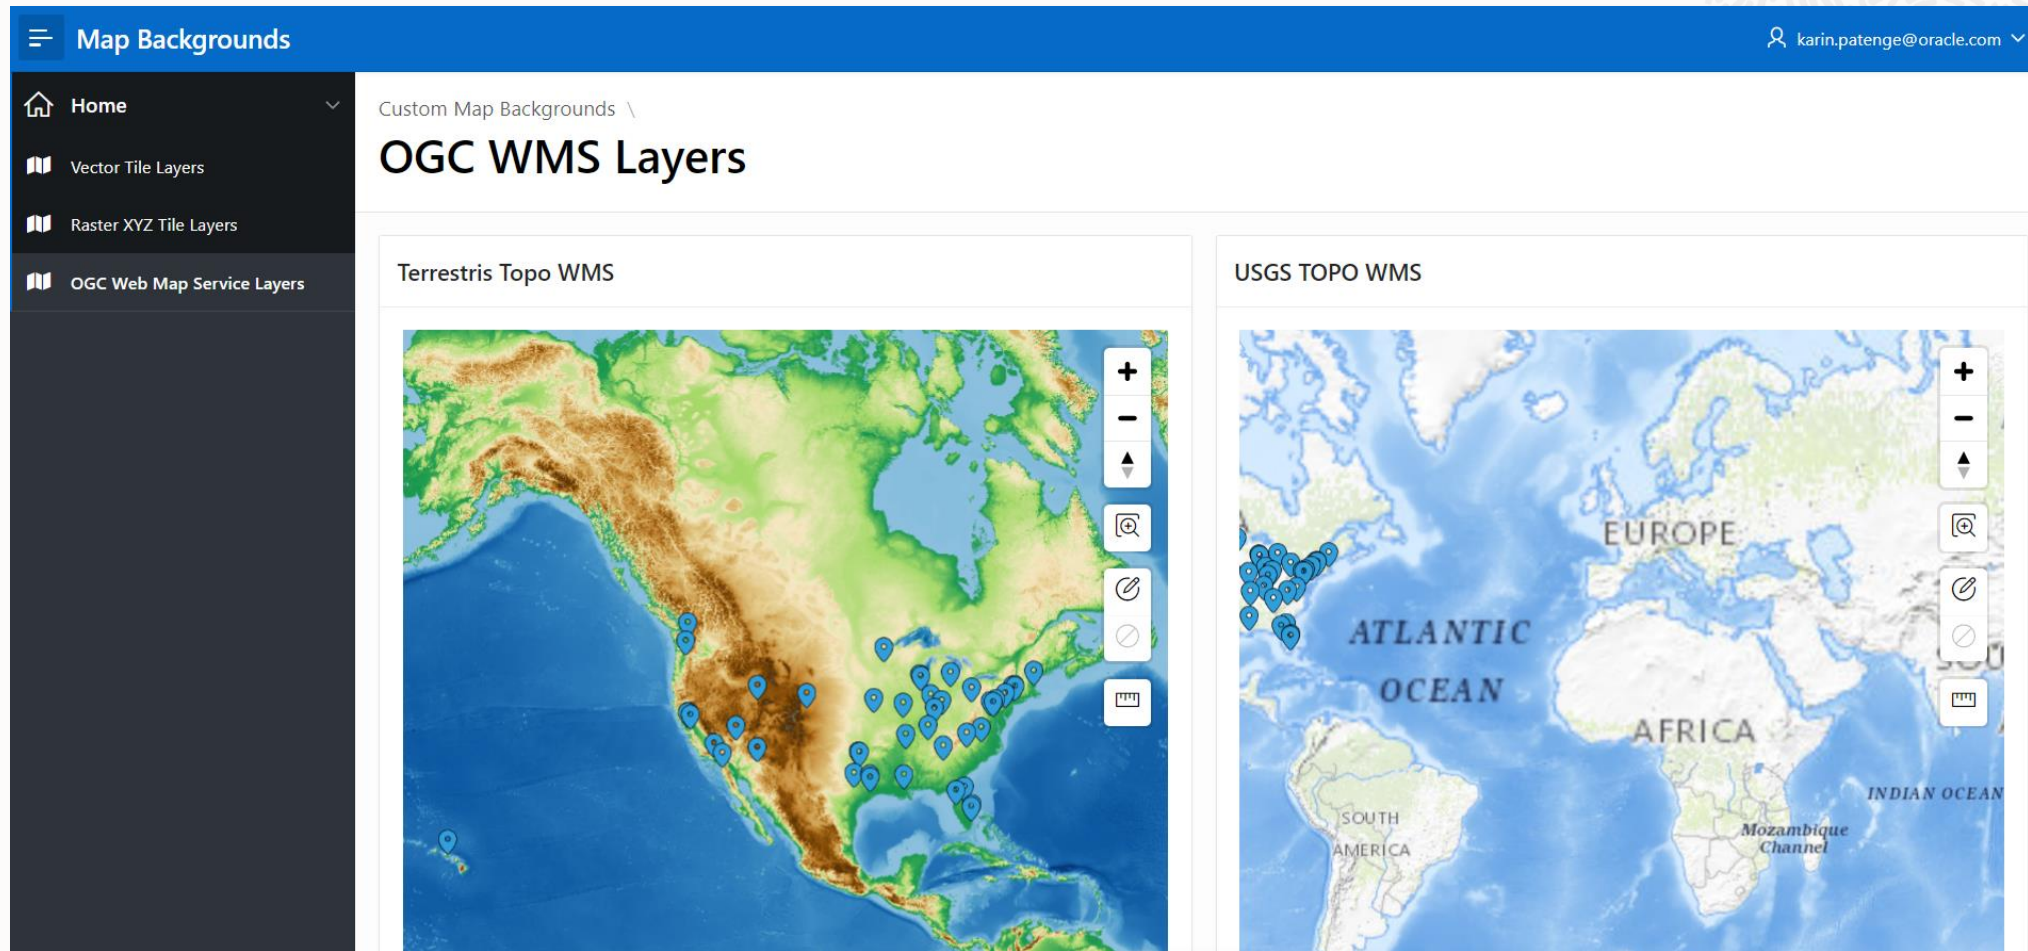 Map Backgrounds
karin.patenge@oracle.com
Home
Vector Tile Layers
Raster XYZ Tile Layers
OGC Web Map Service Layers
Custom Map Backgrounds \
OGC WMS Layers
Terrestris Topo WMS
USGS TOPO WMS
EUROPE
ATLANTIC
OCEAN
AFRICA
INDIAN OCEAN
SOUTH
AMERICA
Mozambique
Channel